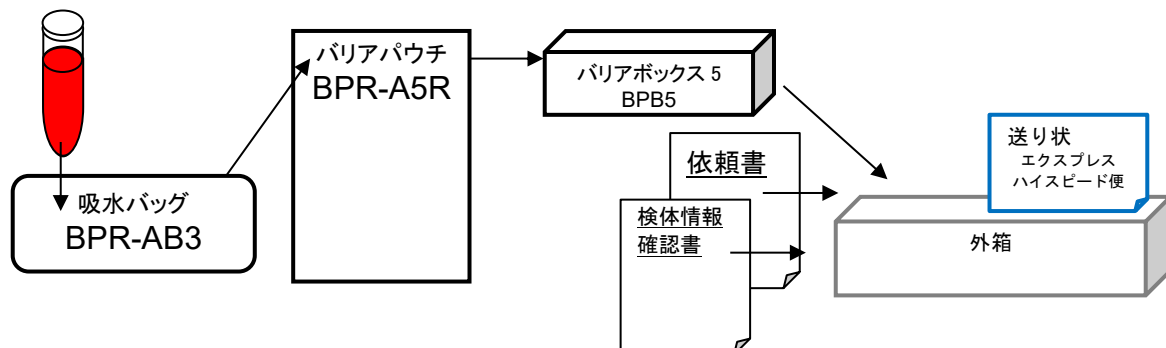 吸水バッグ
BPR-AB3
バリアパウチ
BPR-A5R
バリアボックス 5
BPB5
依頼書
検体情報
確認書
送り状
エクスプレス
ハイスピード便
外箱